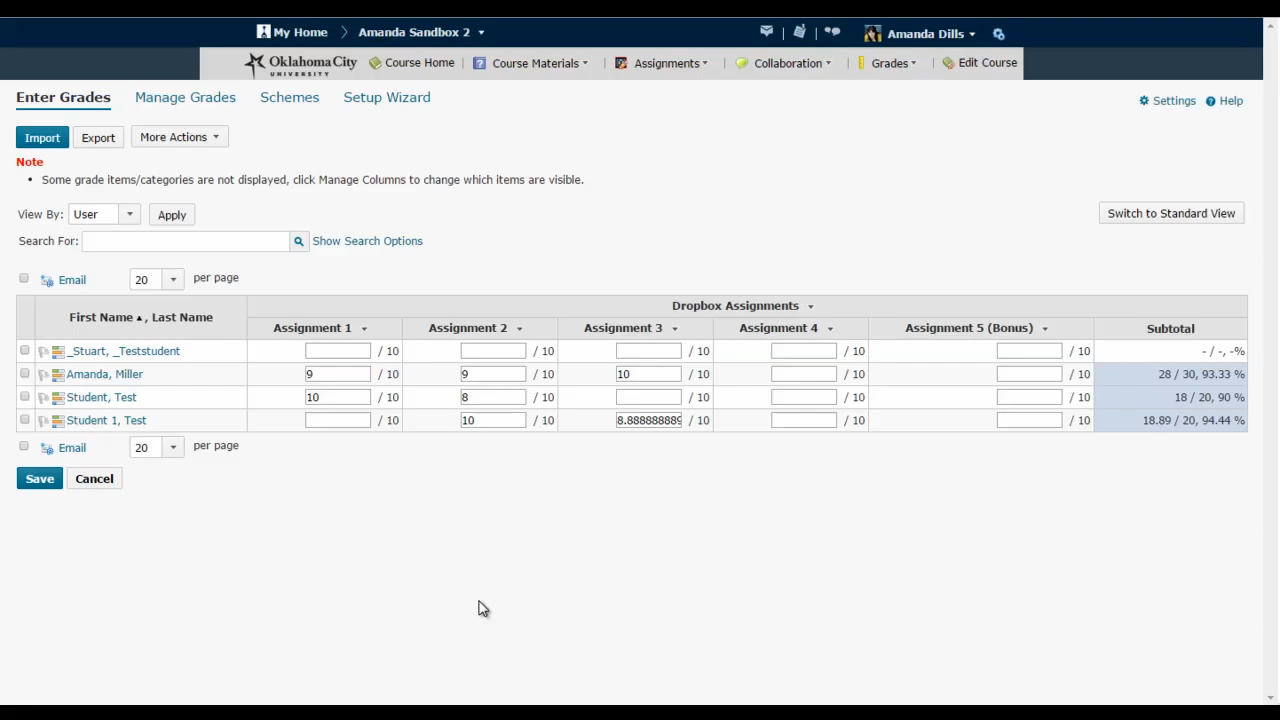 My Home Amanda Sandbox 2 Amanda Dills
Oklahoma City UNIVERSITY Course Home Course Materials Assignments Collaboration Grades Edit Course
Enter Grades Manage Grades Schemes Setup Wizard Settings Help
Import Export More Actions
Note
• Some grade items/categories are not displayed, click Manage Columns to change which items are visible.
View By: User Apply Switch to Standard View
Search For: Show Search Options
Email 20 per page
Dropbox Assignments
First Name , Last Name Assignment 1 Assignment 2 Assignment 3 Assignment 4 Assignment 5 (Bonus) Subtotal
_Stuart, _Teststudent / 10 / 10 / 10 / 10 / 10 - / -, -%
Amanda, Miller 9 / 10 9 / 10 10 / 10 / 10 / 10 28 / 30, 93.33 %
Student, Test 10 / 10 8 / 10 / 10 / 10 / 10 18 / 20, 90 %
Student 1, Test / 10 10 / 10 8.888888889 / 10 / 10 / 10 18.89 / 20, 94.44 %
Email 20 per page
Save Cancel